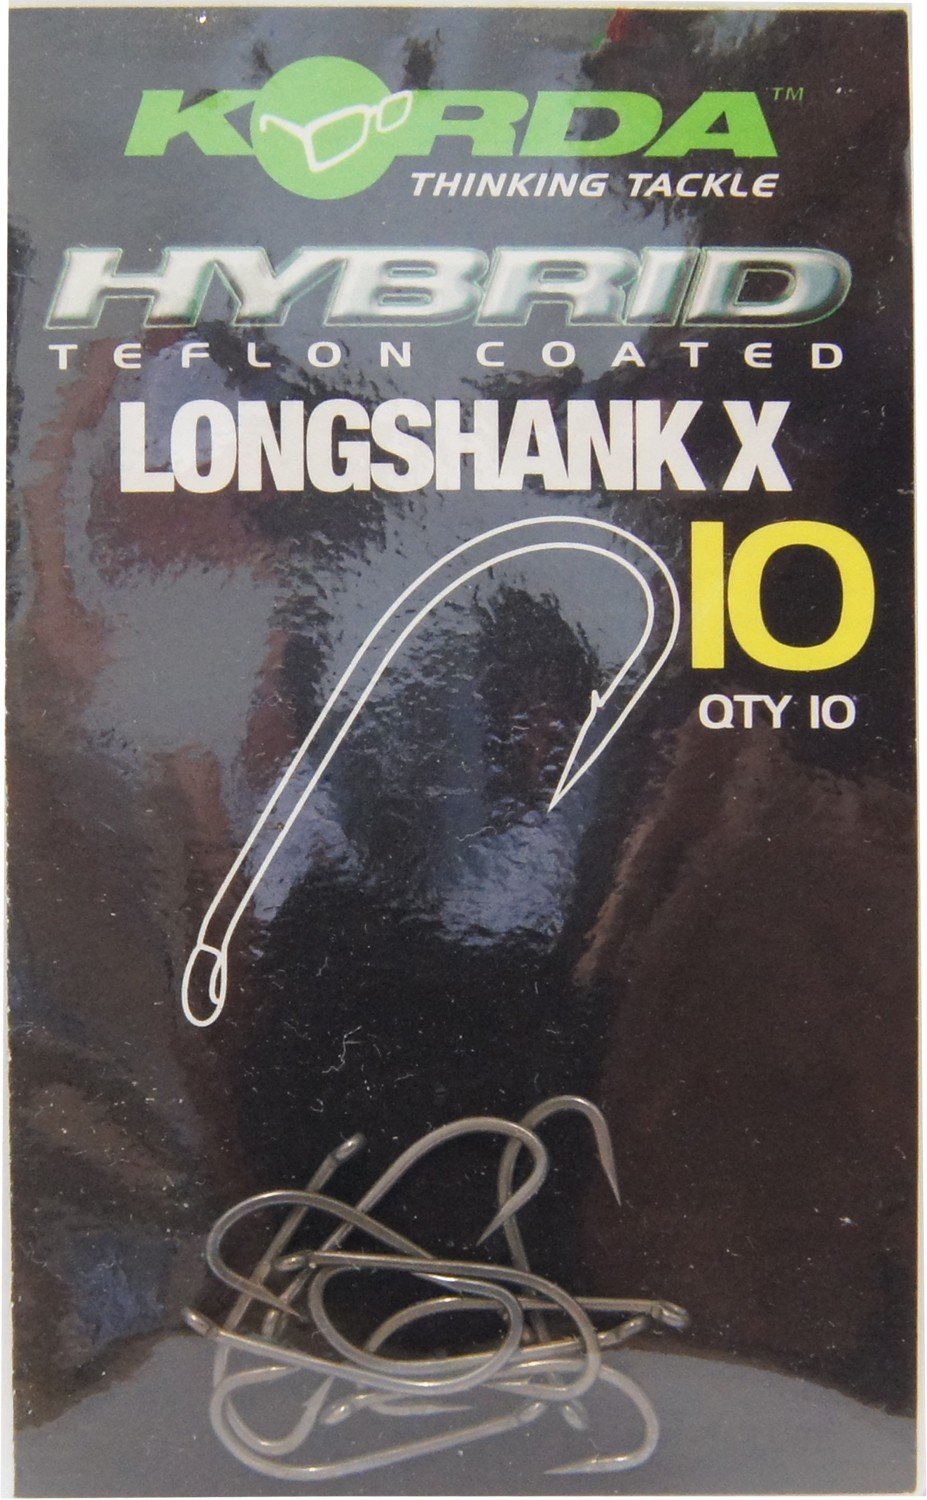 KORDA™
THINKING TACKLE
HYBRID
TEFLON COATED
LONGSHANK X
10
QTY 10